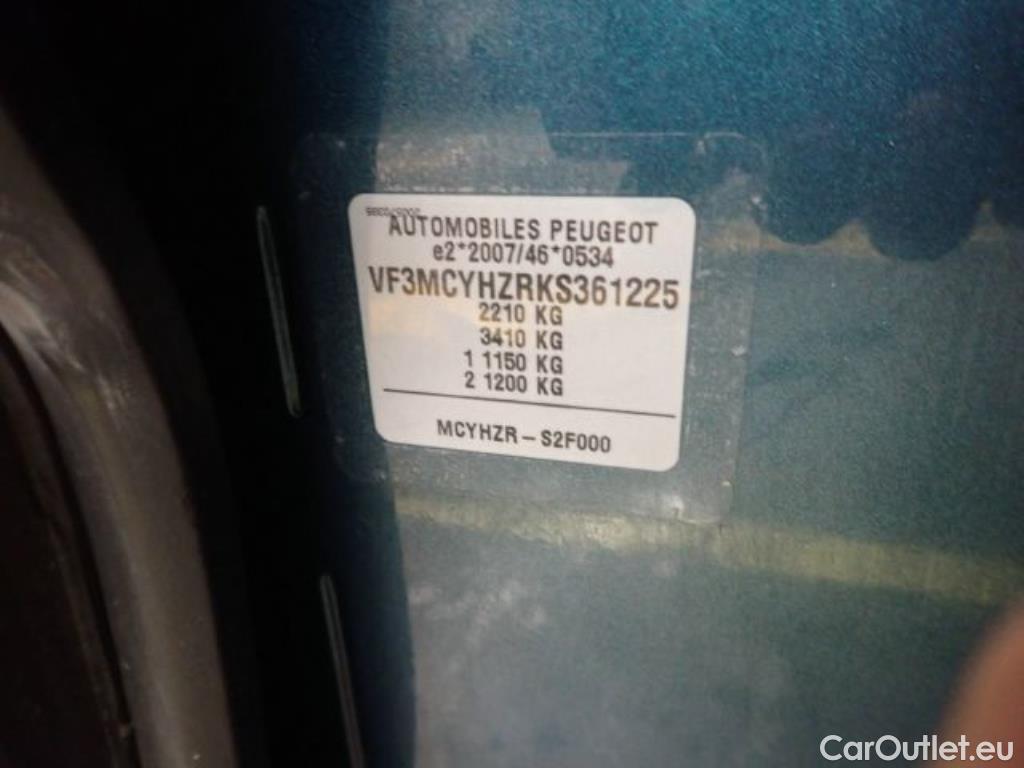 AUTOMOBILES PEUGEOT
e2*2007/46*0534
VF3MCYHZRKS361225
2210 KG
3410 KG
1 1150 KG
2 1200 KG
MCYHZR – S2F000
CarOutlet.eu